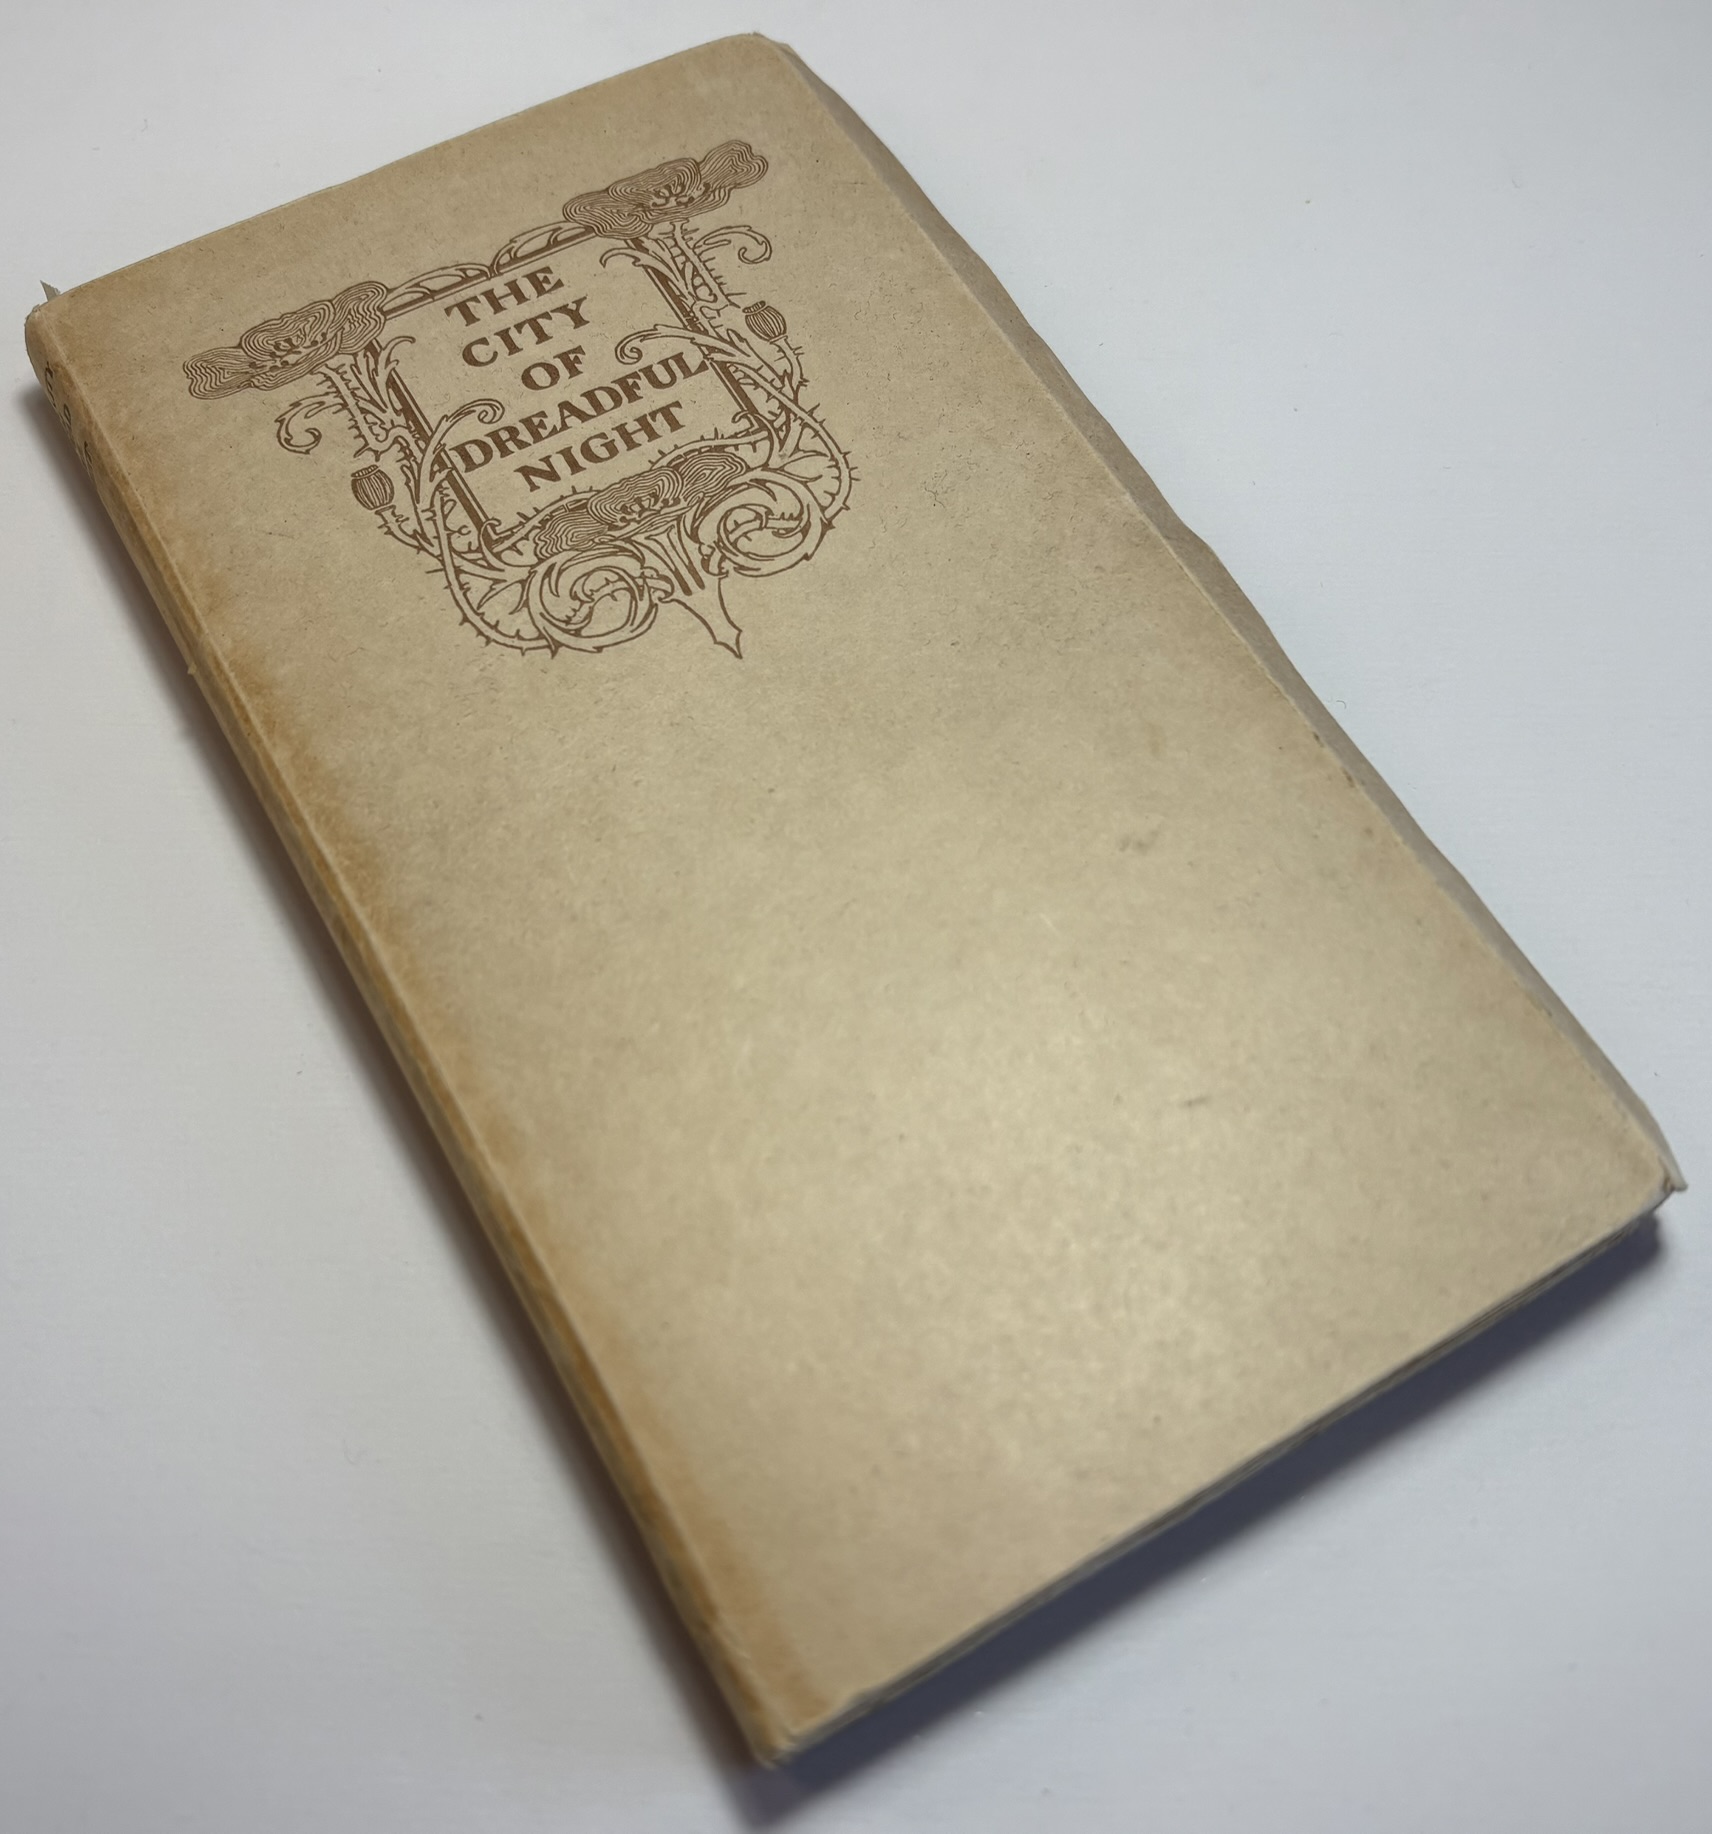 THE
CITY
OF
DREADFUL
NIGHT